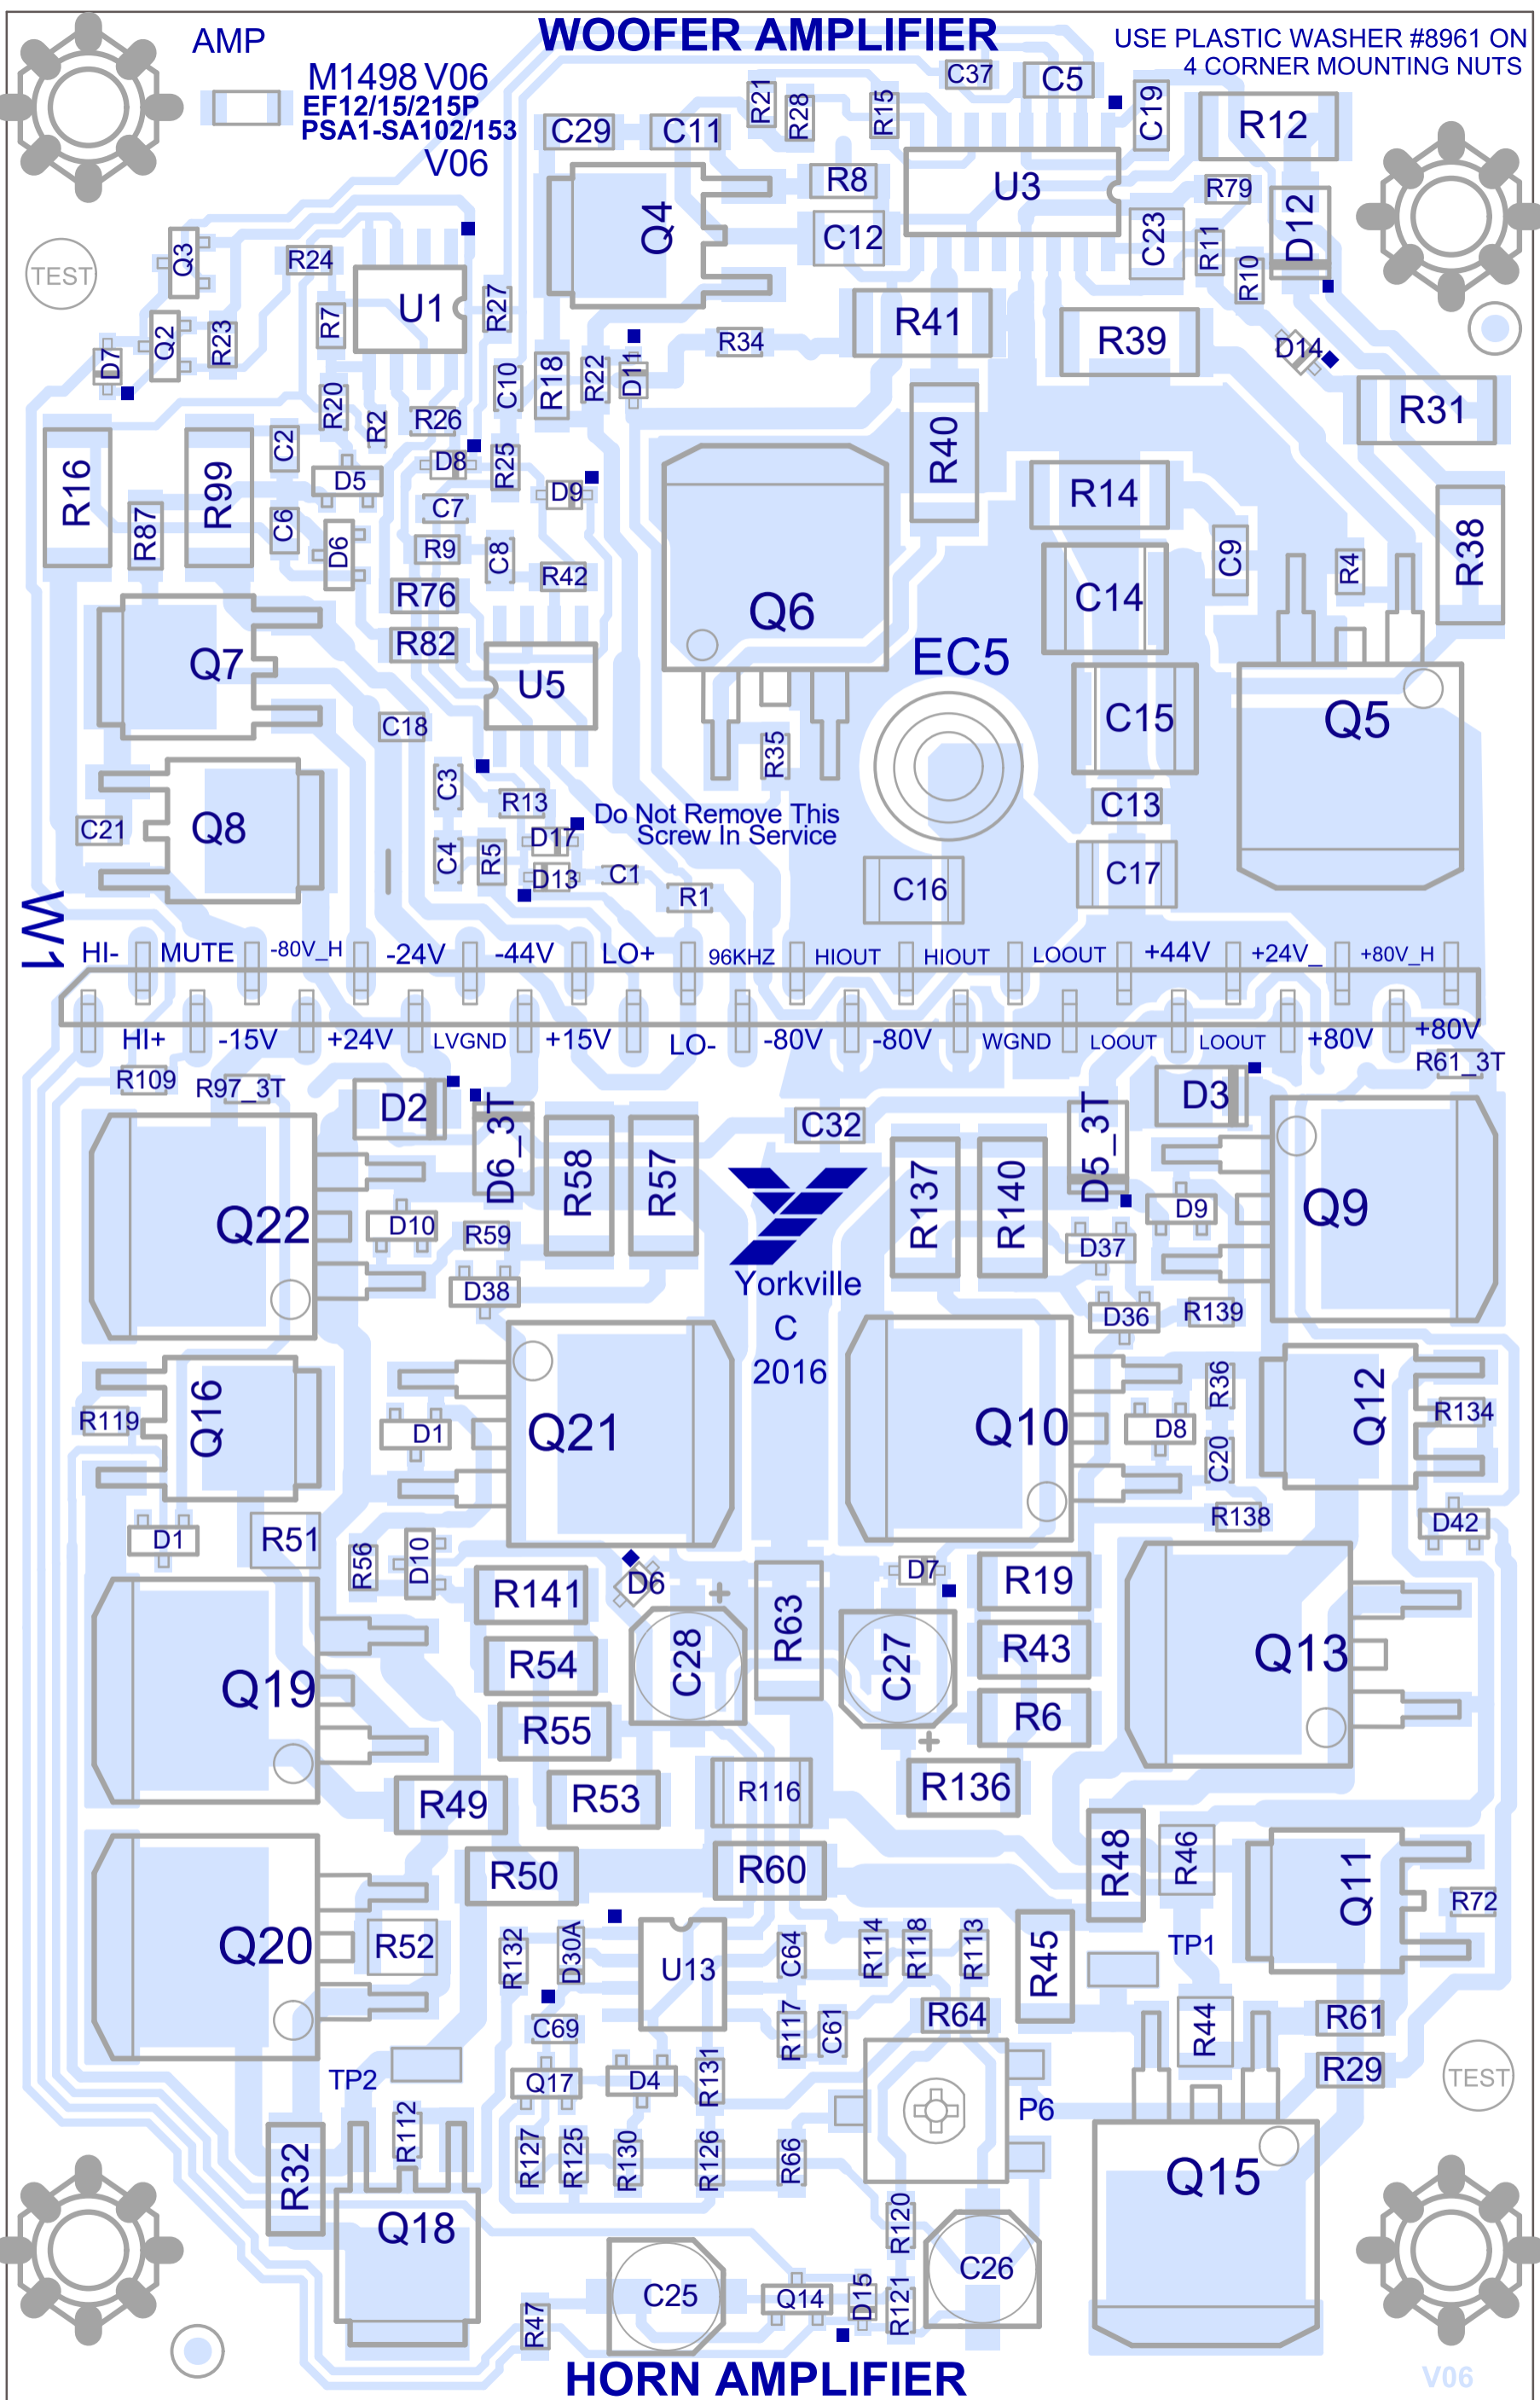 WOOFER AMPLIFIER
AMP
USE PLASTIC WASHER #8961 ON
4 CORNER MOUNTING NUTS
M1498 V06
EF12/15/215P
PSA1-SA102/153
V06
C37
C5
R21
R28
R15
C19
R12
C29
C11
R8
U3
R79
D12
Q4
C12
C23
R11
R10
Q3
R24
TEST
U1
R27
R7
R41
R39
D14
Q2
R23
D7
R34
D11
R22
R18
C10
R20
R2
R26
R31
R40
C2
D8
R25
D5
D9
R14
R16
R99
R87
C6
D6
C7
R9
C8
R42
R76
R82
C9
R4
R38
C14
Q6
EC5
Q7
U5
C15
Q5
C18
R35
C3
R13
C13
Do Not Remove This
Screw In Service
Q8
C21
D17
C4
R5
D13
C1
R1
C16
C17
W1
HI-
MUTE
-80V_H
-24V
-44V
LO+
96KHZ
HIOUT
HIOUT
LOOUT
+44V
+24V_
+80V_H
HI+
-15V
+24V
LVGND
+15V
LO-
-80V
-80V
WGND
LOOUT
LOOUT
+80V
+80V
R109
R97_3T
R61_3T
D2
D6_3T
R58
R57
C32
R137
R140
D5_3T
D3
Q22
D10
R59
D38
D9
D37
Q9
D36
R139
Yorkville
C
2016
Q16
R119
D1
Q21
Q10
R36
D8
C20
Q12
R134
D1
R51
R56
D10
R138
D42
R141
D6
D7
R19
R63
C28
C27
R54
R43
Q13
Q19
R55
R6
R49
R53
R116
R136
R50
R60
R48
R46
Q11
R72
Q20
R52
R132
D30A
U13
C64
R114
R118
R113
R45
TP1
C69
R117
C61
R64
R44
R61
R29
TEST
TP2
Q17
D4
R131
P6
R32
R112
R127
R125
R130
R126
R66
Q15
Q18
R120
C26
C25
Q14
D15
R121
R47
HORN AMPLIFIER
V06